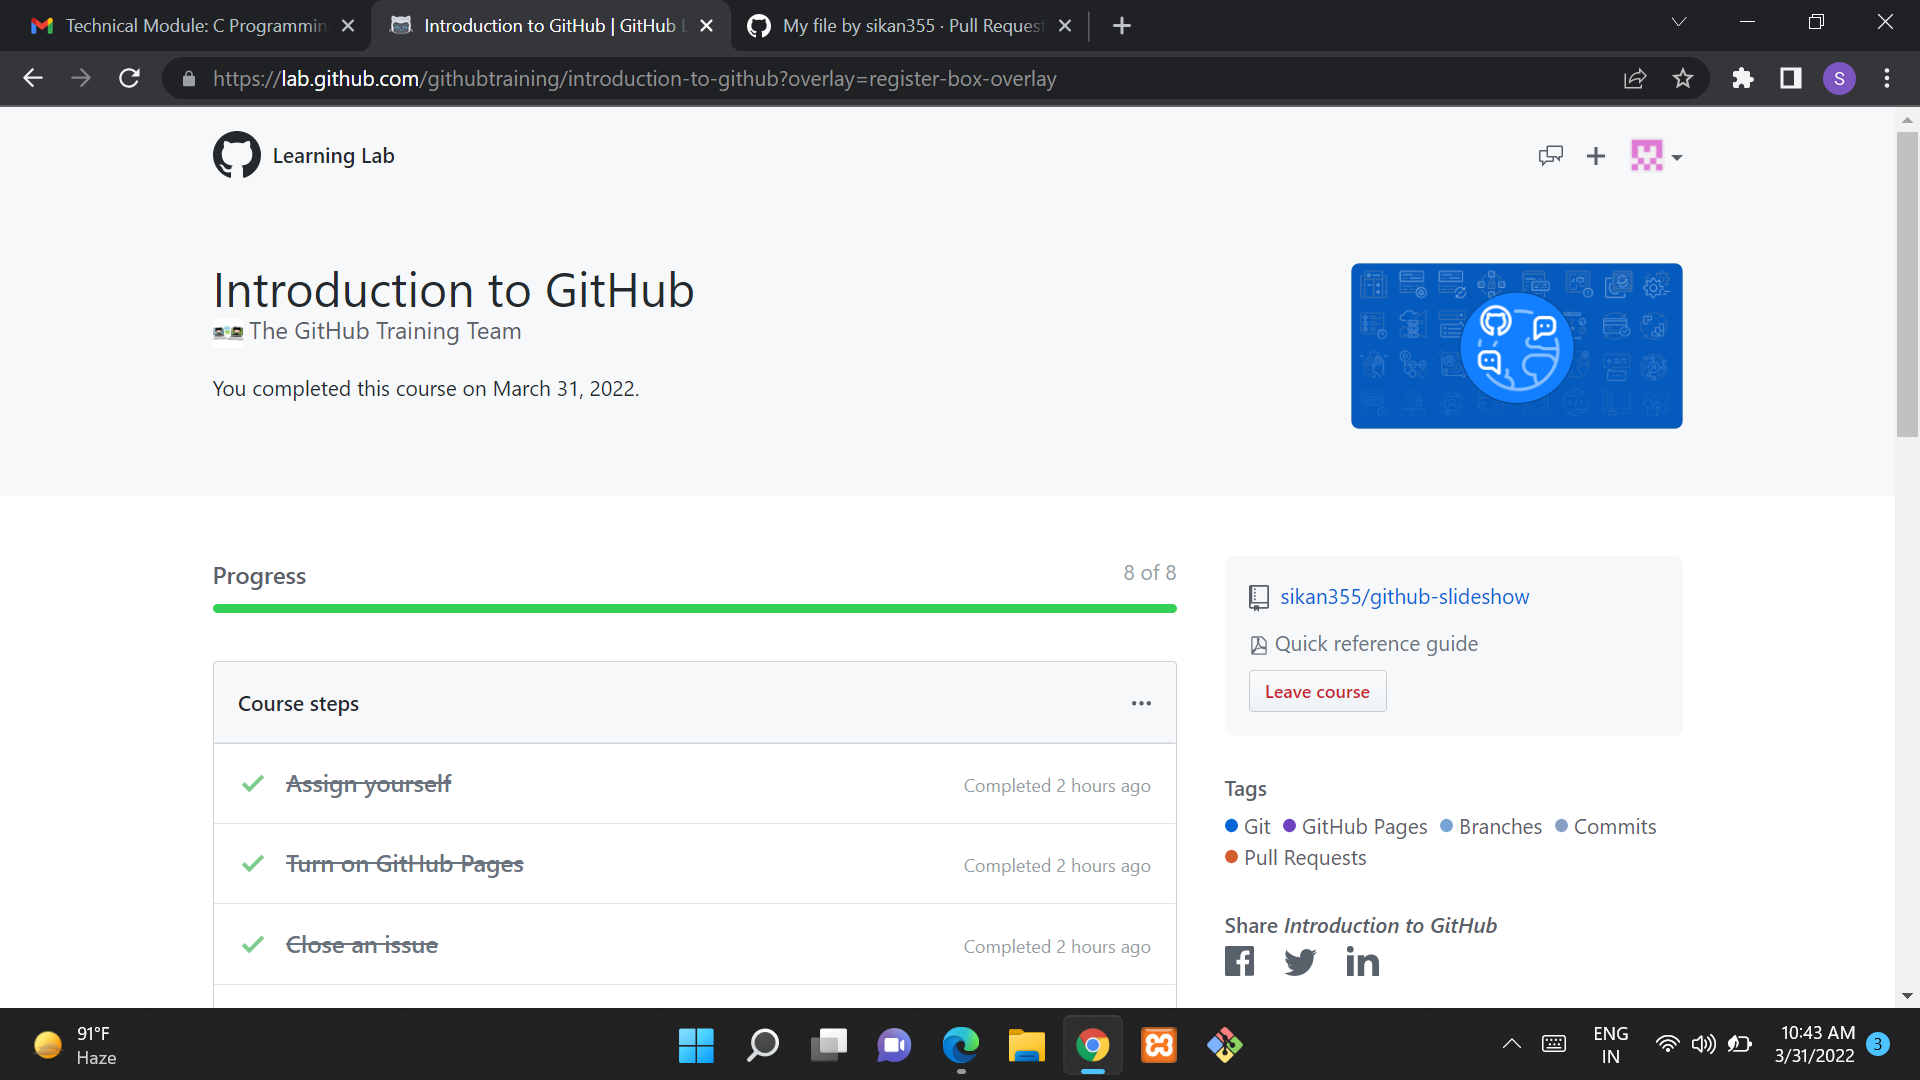 Technical Module: C Programmin
Introduction to GitHub | GitHub L
My file by sikan355 · Pull Request
https://lab.github.com/githubtraining/introduction-to-github?overlay=register-box-overlay
S
Learning Lab
Introduction to GitHub
The GitHub Training Team
You completed this course on March 31, 2022.
Progress
8 of 8
sikan355/github-slideshow
Quick reference guide
Leave course
Course steps
Assign yourself
Completed 2 hours ago
Turn on GitHub Pages
Completed 2 hours ago
Close an issue
Completed 2 hours ago
Tags
Git GitHub Pages Branches Commits
Pull Requests
Share Introduction to GitHub
91°F
Haze
ENG
IN
10:43 AM
3/31/2022
3